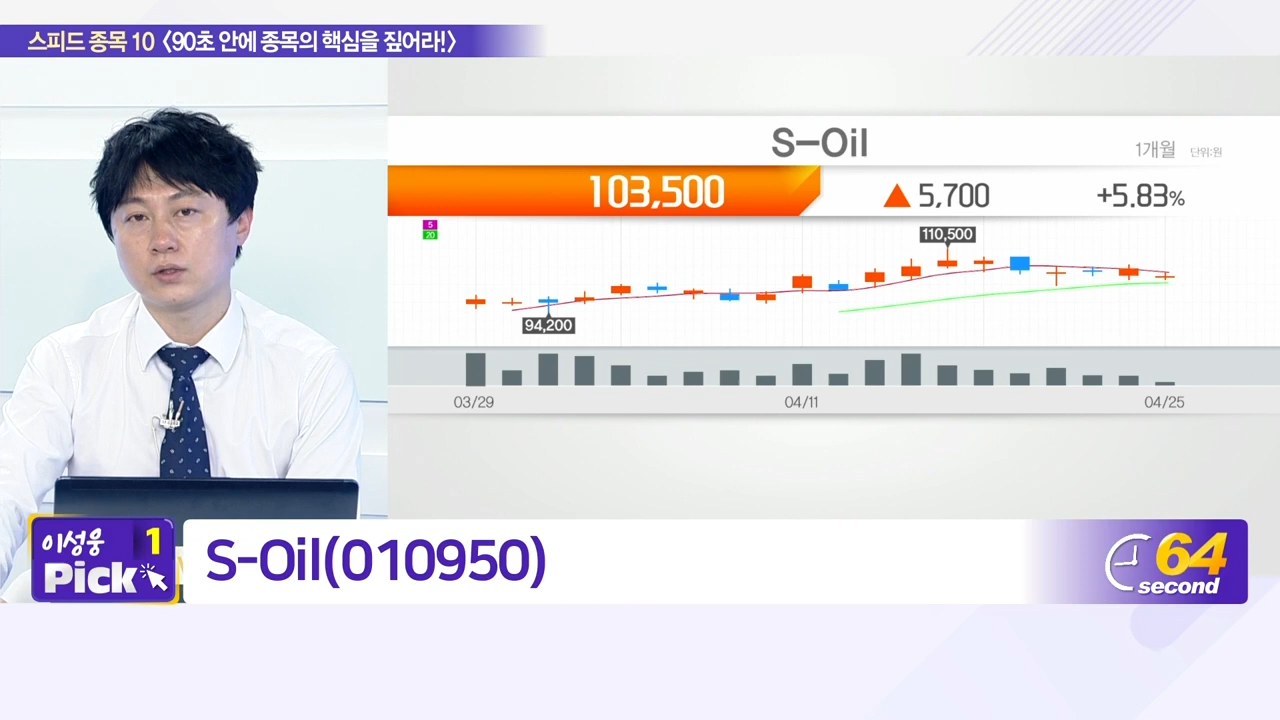 스피드 종목 10 〈90초 안에 종목의 핵심을 짚어라!〉
S-Oil
1개월 단위:원
103,500 ▲ 5,700 +5.83%
5
20
110,500
94,200
03/29 04/11 04/25
이성웅 1
Pick
S-Oil(010950)
64
second